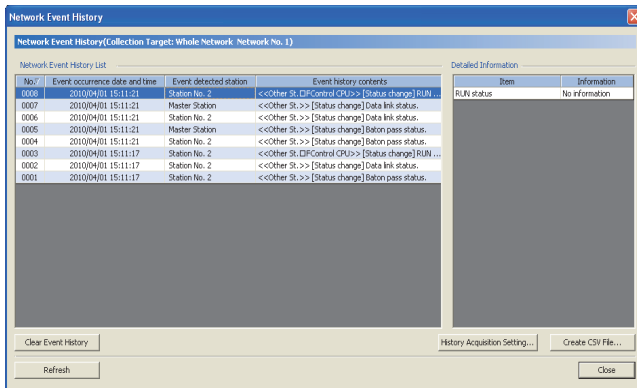 Network Event History
Network Event History(Collection Target: Whole Network Network No. 1)
Network Event History List
Detailed Information
No. Event occurrence date and time Event detected station Event history contents
Item Information
0008 2010/04/01 15:11:21 Station No. 2 <<Other St.□FControl CPU>> [Status change] RUN ...
RUN status No information
0007 2010/04/01 15:11:21 Master Station <<Other St.>> [Status change] Data link status.
0006 2010/04/01 15:11:21 Station No. 2 <<Other St.>> [Status change] Data link status.
0005 2010/04/01 15:11:21 Master Station <<Other St.>> [Status change] Baton pass status.
0004 2010/04/01 15:11:21 Station No. 2 <<Other St.>> [Status change] Baton pass status.
0003 2010/04/01 15:11:17 Station No. 2 <<Other St.□FControl CPU>> [Status change] RUN ...
0002 2010/04/01 15:11:17 Station No. 2 <<Other St.>> [Status change] Data link status.
0001 2010/04/01 15:11:17 Station No. 2 <<Other St.>> [Status change] Baton pass status.
Clear Event History
History Acquisition Setting...
Create CSV File...
Refresh
Close